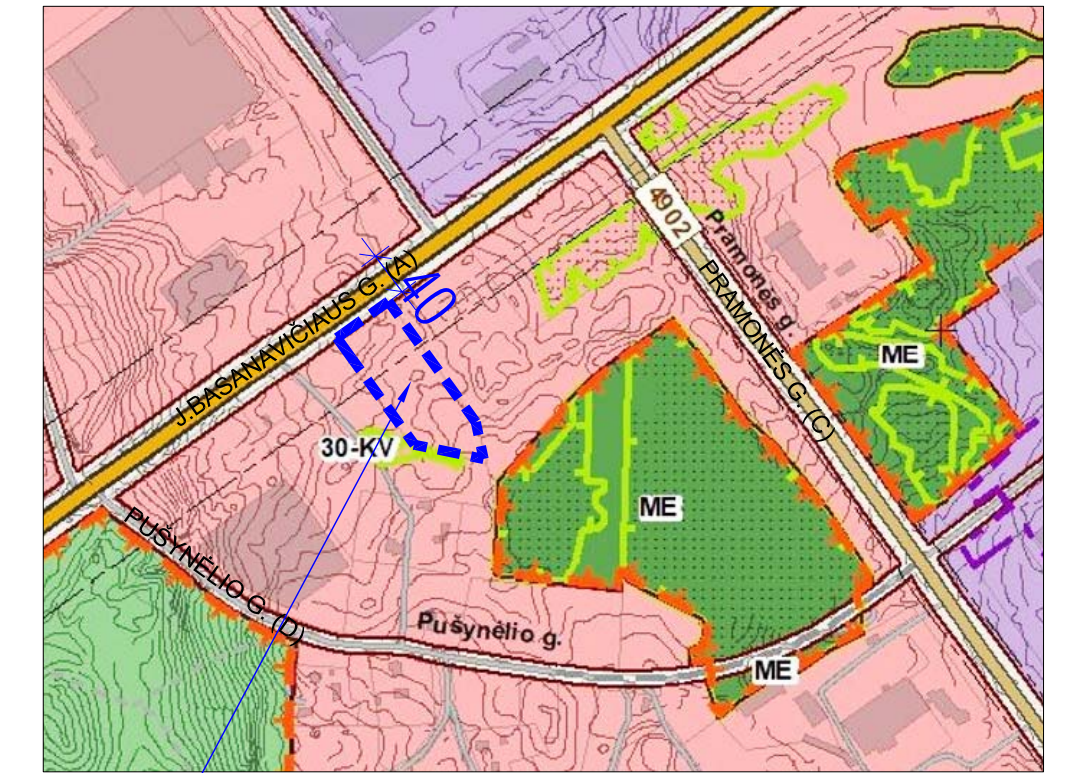 4902
Pramonės g.
PRAMONĖS G. (C)
J.BASANAVIČIAUS G. (A)
40
ME
30-KV
ME
PUŠYNĖLIO G. (D)
Pušynėlio g.
ME